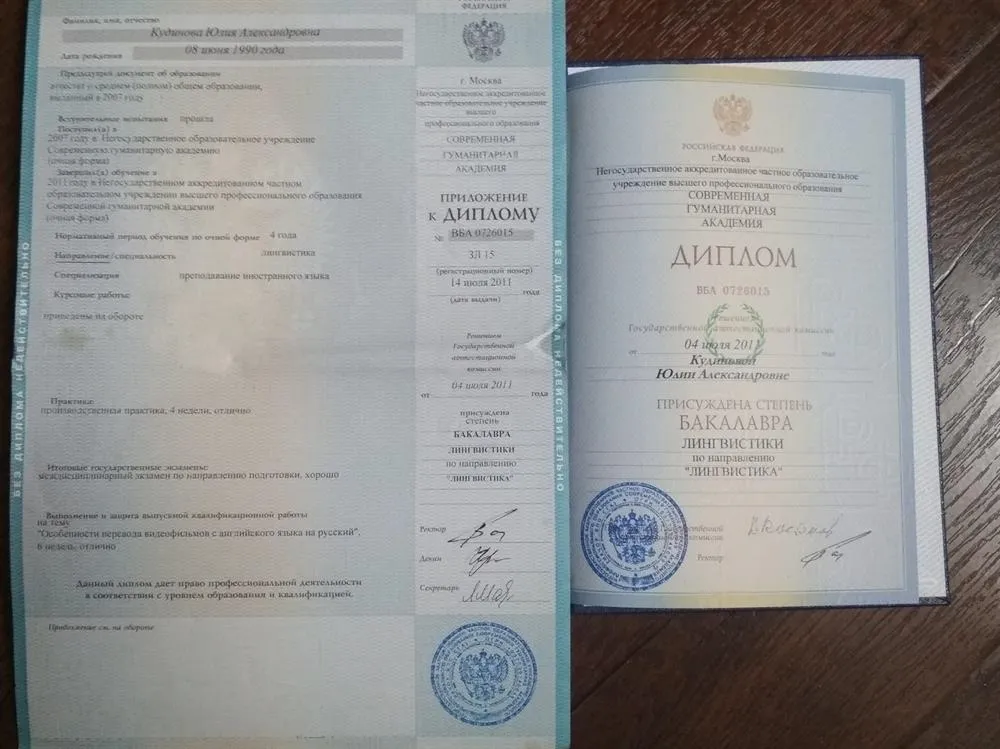 ФЕДЕРАЦИЯ
Фамилия, имя, отчество
Кудинова Юлия Александровна
Дата рождения
08 июня 1990 года
Предыдущий документ об образовании
аттестат о среднем (полном) общем образовании,
выданный в 2007 году
Вступительные испытания прошла
Поступил(а) в
2007 году в Негосударственное образовательное учреждение
Современную гуманитарную академию
(очная форма)
Завершил(а) обучение в
2011 году в Негосударственном аккредитованном частном
образовательном учреждении высшего профессионального образования
Современной гуманитарной академии
(очная форма)
Нормативный период обучения по очной форме 4 года
Направление/специальность лингвистика
Специализация преподавание иностранного языка
Курсовые работы:
приведены на обороте
Практика:
производственная практика, 4 недели, отлично
Итоговые государственные экзамены:
междисциплинарный экзамен по направлению подготовки, хорошо
Выполнение и защита выпускной квалификационной работы
на тему
"Особенности перевода видеофильмов с английского языка на русский",
6 недель, отлично
Данный диплом дает право профессиональной деятельности
в соответствии с уровнем образования и квалификацией.
Продолжение см. на обороте
БЕЗ ДИПЛОМА НЕДЕЙСТВИТЕЛЬНО
г. Москва
Негосударственное аккредитованное
частное образовательное учреждение
высшего
профессионального образования
СОВРЕМЕННАЯ
ГУМАНИТАРНАЯ
АКАДЕМИЯ
ПРИЛОЖЕНИЕ
к ДИПЛОМУ
№ ВБА 0726015
ЗЛ 15
(регистрационный номер)
14 июля 2011 года
(дата выдачи)
Решением
Государственной
аттестационной
комиссии
от 04 июля 2011 года
присуждена
степень
БАКАЛАВРА
ЛИНГВИСТИКИ
по направлению
"ЛИНГВИСТИКА"
Ректор
Декан
Секретарь
БЕЗ ДИПЛОМА НЕДЕЙСТВИТЕЛЬНО
РОССИЙСКАЯ ФЕДЕРАЦИЯ
г.Москва
Негосударственное аккредитованное частное образовательное
учреждение высшего профессионального образования
СОВРЕМЕННАЯ
ГУМАНИТАРНАЯ
АКАДЕМИЯ
ДИПЛОМ
ВБА 0726015
Решением
Государственной аттестационной комиссии
от 04 июля 2011 года
Кудиновой
Юлии Александровне
ПРИСУЖДЕНА СТЕПЕНЬ
БАКАЛАВРА
ЛИНГВИСТИКИ
по направлению
"ЛИНГВИСТИКА"
Ректор